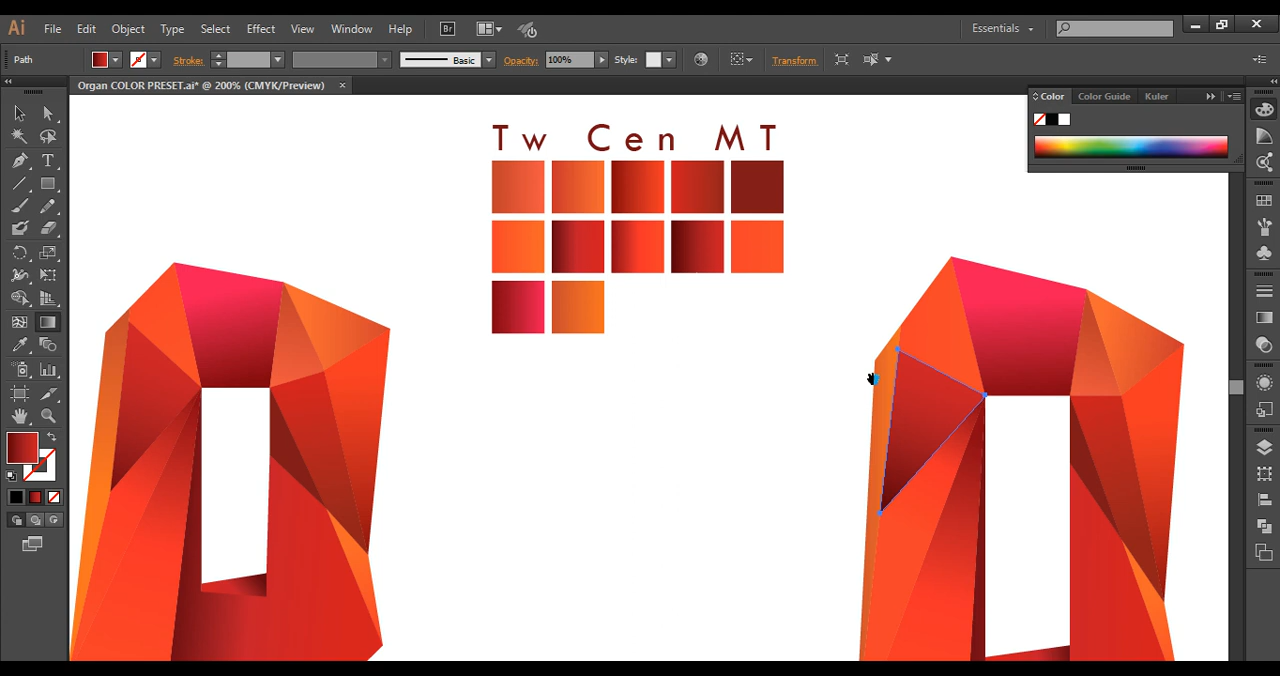 Ai File Edit Object Type Select Effect View Window Help Br Essentials
Path Stroke: Basic Opacity: 100% Style: Transform
Organ COLOR PRESET.ai* @ 200% (CMYK/Preview)
Color Color Guide Kuler
Tw Cen MT
T